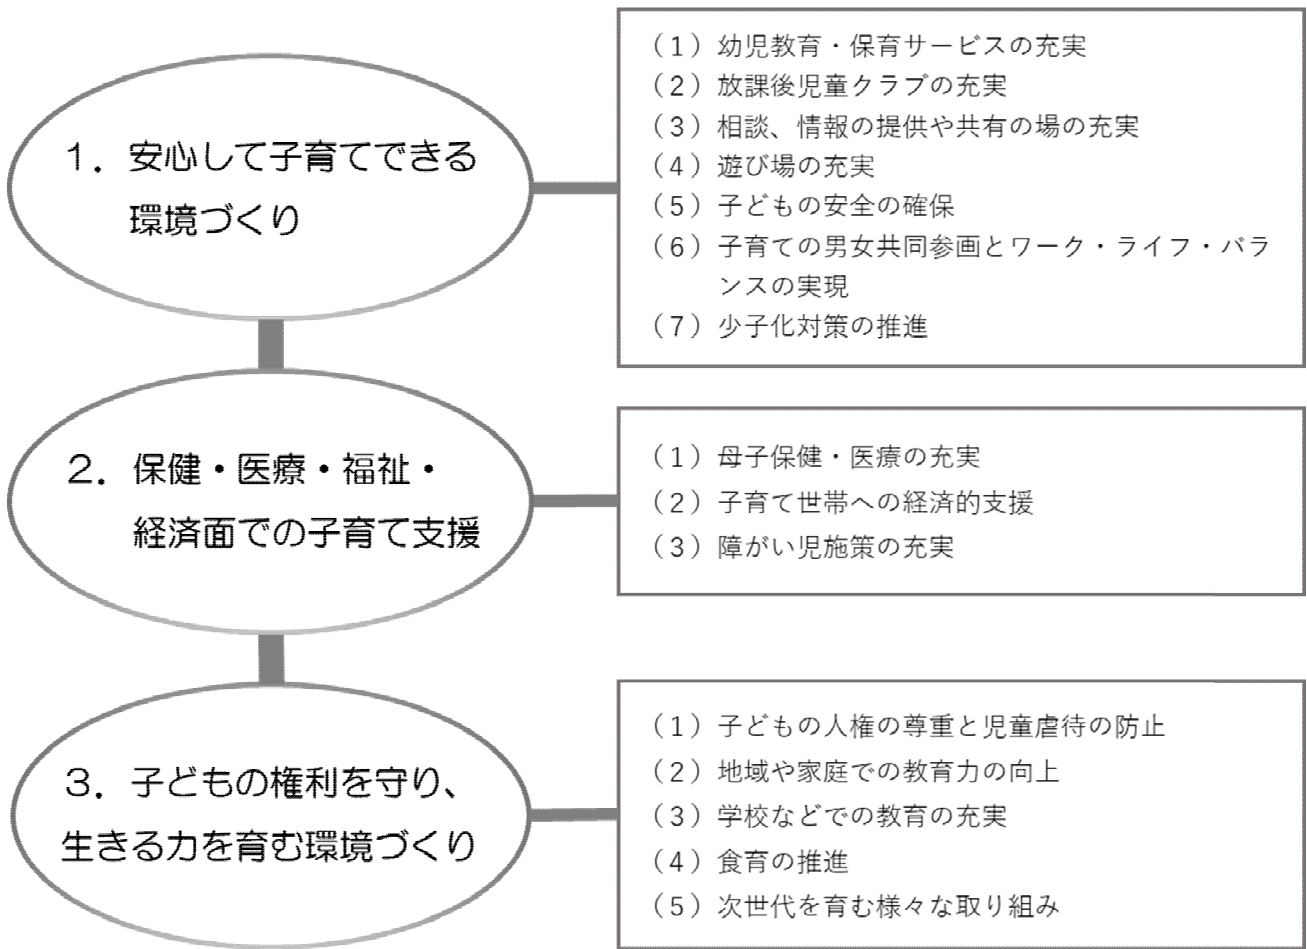 1．安心して子育てできる
環境づくり
（1）幼児教育・保育サービスの充実
（2）放課後児童クラブの充実
（3）相談、情報の提供や共有の場の充実
（4）遊び場の充実
（5）子どもの安全の確保
（6）子育ての男女共同参画とワーク・ライフ・バラ
ンスの実現
（7）少子化対策の推進
2．保健・医療・福祉・
経済面での子育て支援
（1）母子保健・医療の充実
（2）子育て世帯への経済的支援
（3）障がい児施策の充実
3．子どもの権利を守り、
生きる力を育む環境づくり
（1）子どもの人権の尊重と児童虐待の防止
（2）地域や家庭での教育力の向上
（3）学校などでの教育の充実
（4）食育の推進
（5）次世代を育む様々な取り組み